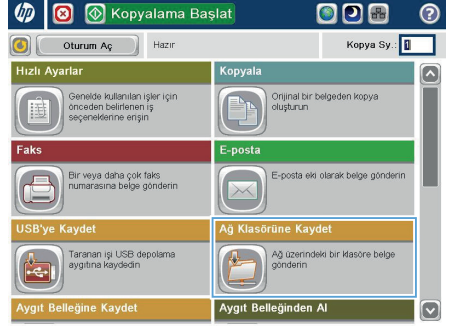 hp
Kopyalama Başlat
?
Oturum Aç
Hazır
Kopya Sy.: 1
Hızlı Ayarlar
Genelde kullanılan işler için
önceden belirlenen iş
seçeneklerine erişin
Kopyala
Orijinal bir belgeden kopya
oluşturun
Faks
Bir veya daha çok faks
numarasına belge gönderin
E-posta
E-posta eki olarak belge gönderin
USB'ye Kaydet
Taranan işi USB depolama
aygıtına kaydedin
Ağ Klasörüne Kaydet
Ağ üzerindeki bir klasöre belge
gönderin
Aygıt Belleğine Kaydet
Aygıt Belleğinden Al